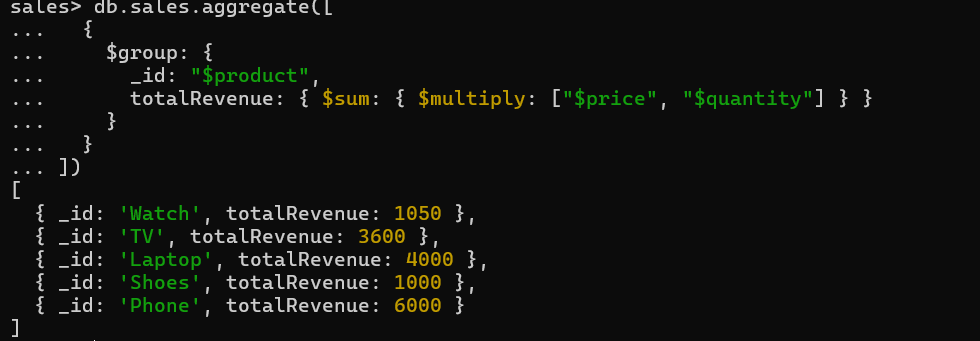 sales> db.sales.aggregate([
...   {
...     $group: {
...       _id: "$product",
...       totalRevenue: { $sum: { $multiply: ["$price", "$quantity"] } }
...     }
...   }
... ])
[
  { _id: 'Watch', totalRevenue: 1050 },
  { _id: 'TV', totalRevenue: 3600 },
  { _id: 'Laptop', totalRevenue: 4000 },
  { _id: 'Shoes', totalRevenue: 1000 },
  { _id: 'Phone', totalRevenue: 6000 }
]